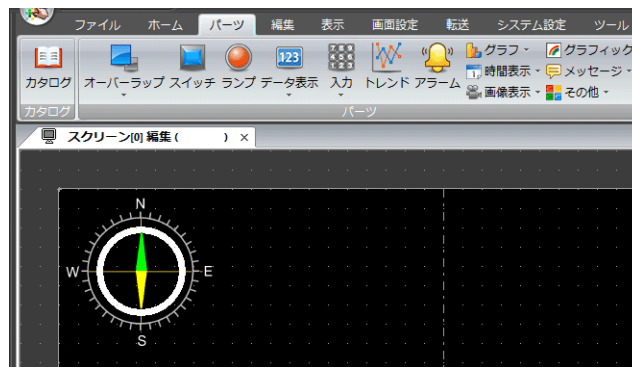 ファイル ホーム パーツ 編集 表示 画面設定 転送 システム設定 ツール
カタログ オーバーラップ スイッチ ランプ データ表示 入力 トレンド アラーム
グラフ グラフィック
時間表示 メッセージ
画像表示 その他
123
789
456
123
カタログ パーツ
スクリーン[0] 編集 ( ) ×
N
W E
S